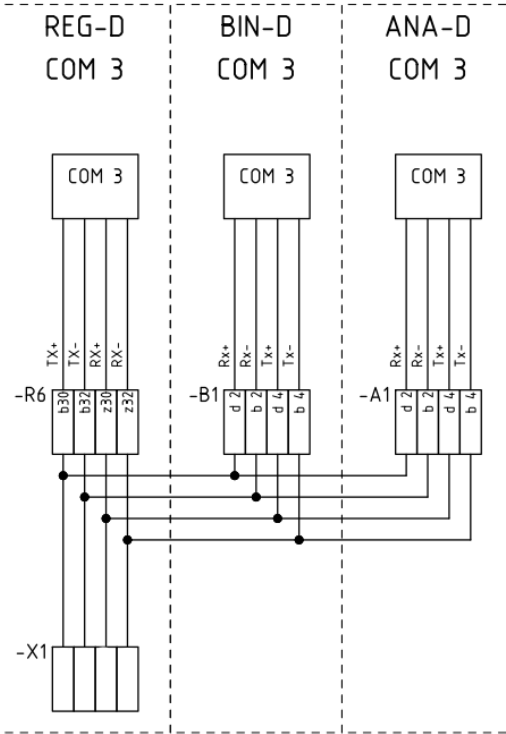 REG-D
COM 3
BIN-D
COM 3
ANA-D
COM 3
COM 3
COM 3
COM 3
TX+
TX-
RX+
RX-
Rx+
Rx-
Tx+
Tx-
Rx+
Rx-
Tx+
Tx-
-R6
b30
b32
z30
z32
-B1
d 2
b 2
d 4
b 4
-A1
d 2
b 2
d 4
b 4
-X1